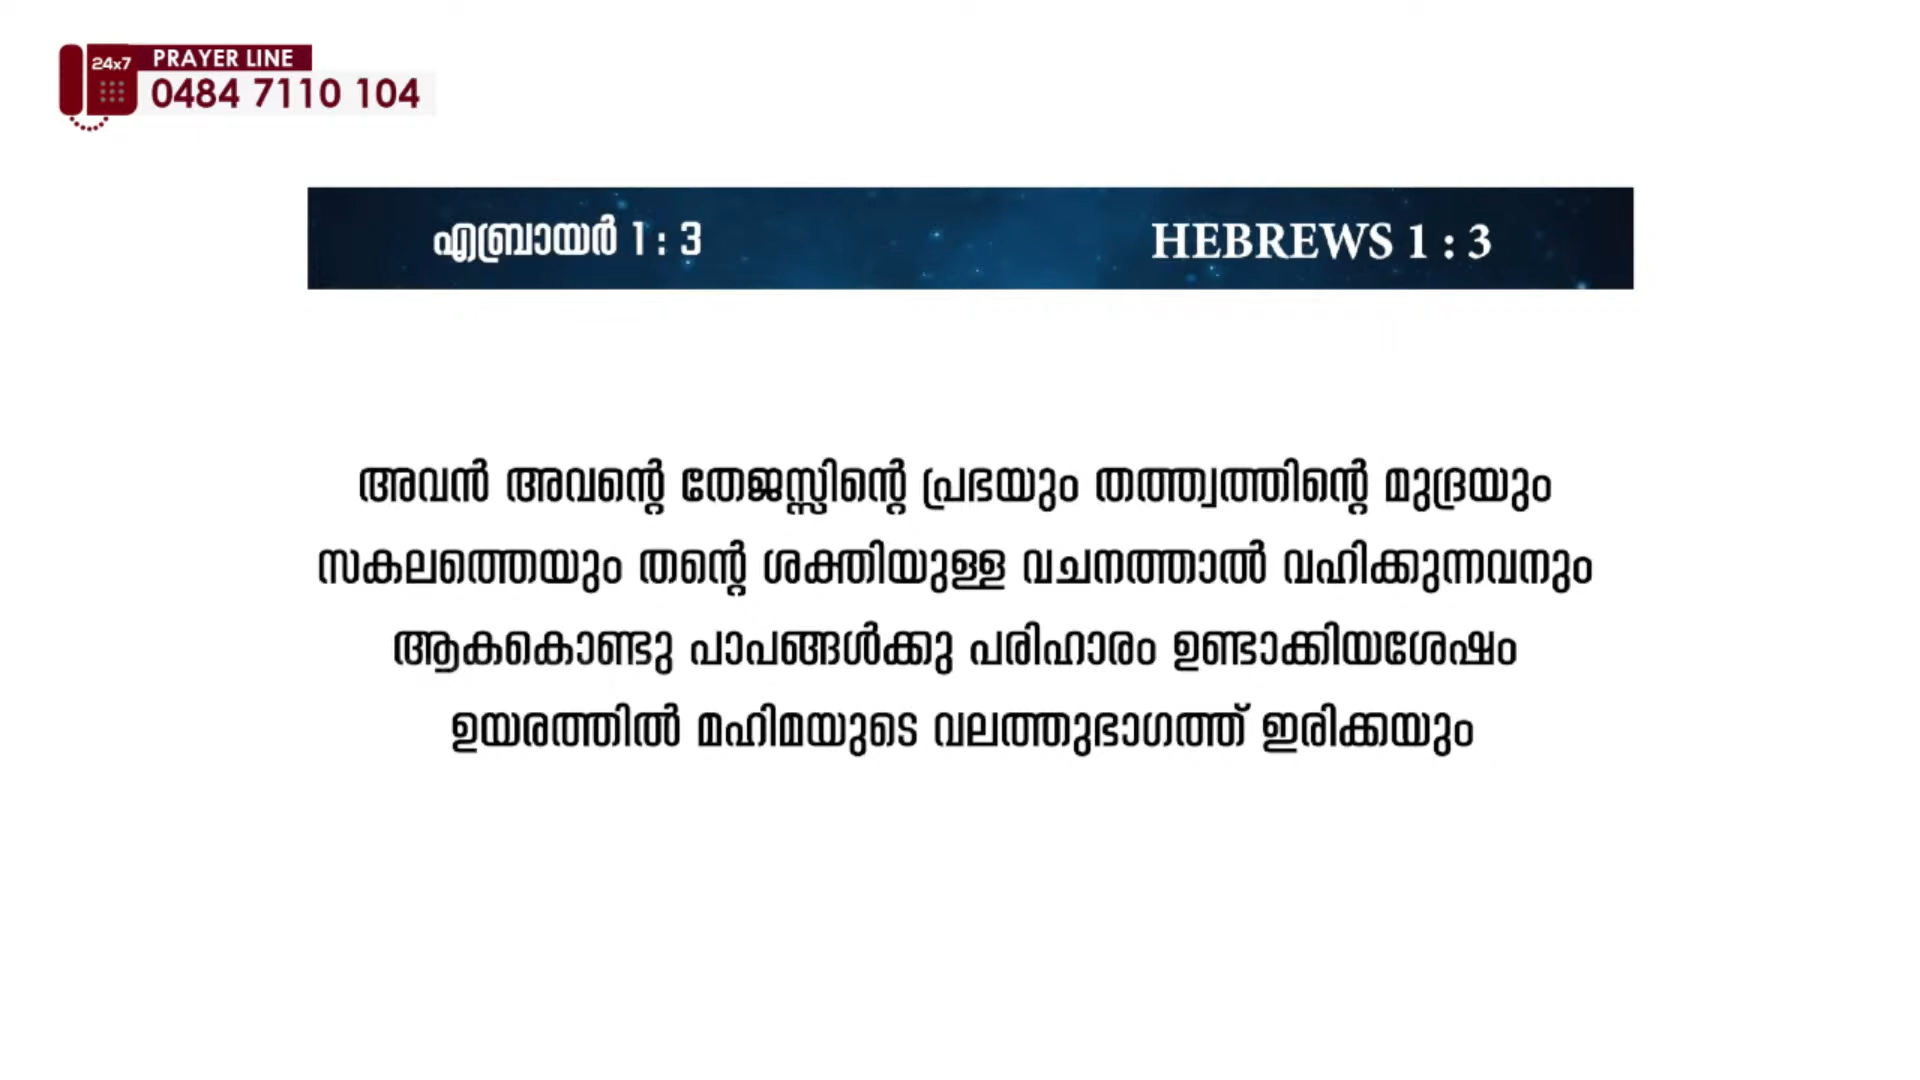 24x7 PRAYER LINE
0484 7110 104
എബ്രായർ 1 : 3 HEBREWS 1 : 3
അവൻ അവന്റെ തേജസ്സിന്റെ പ്രഭയും തത്ത്വത്തിന്റെ മുദ്രയും
സകലത്തെയും തന്റെ ശക്തിയുള്ള വചനത്താൽ വഹിക്കുന്നവനും
ആകകൊണ്ടു പാപങ്ങൾക്കു പരിഹാരം ഉണ്ടാക്കിയശേഷം
ഉയരത്തിൽ മഹിമയുടെ വലത്തുഭാഗത്ത് ഇരിക്കയും